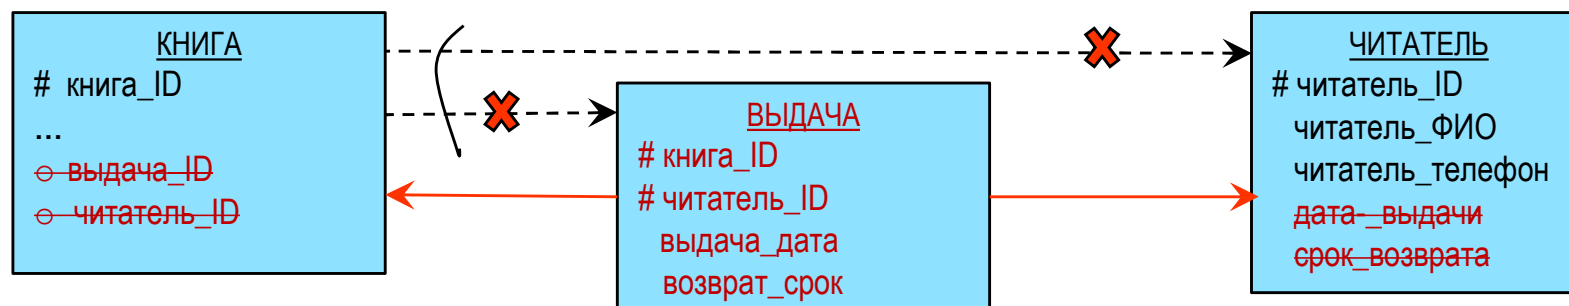 КНИГА
# книга_ID
...
○ выдача_ID
○ читатель_ID
ВЫДАЧА
# книга_ID
# читатель_ID
выдача_дата
возврат_срок
ЧИТАТЕЛЬ
# читатель_ID
читатель_ФИО
читатель_телефон
дата-_выдачи
срок_возврата